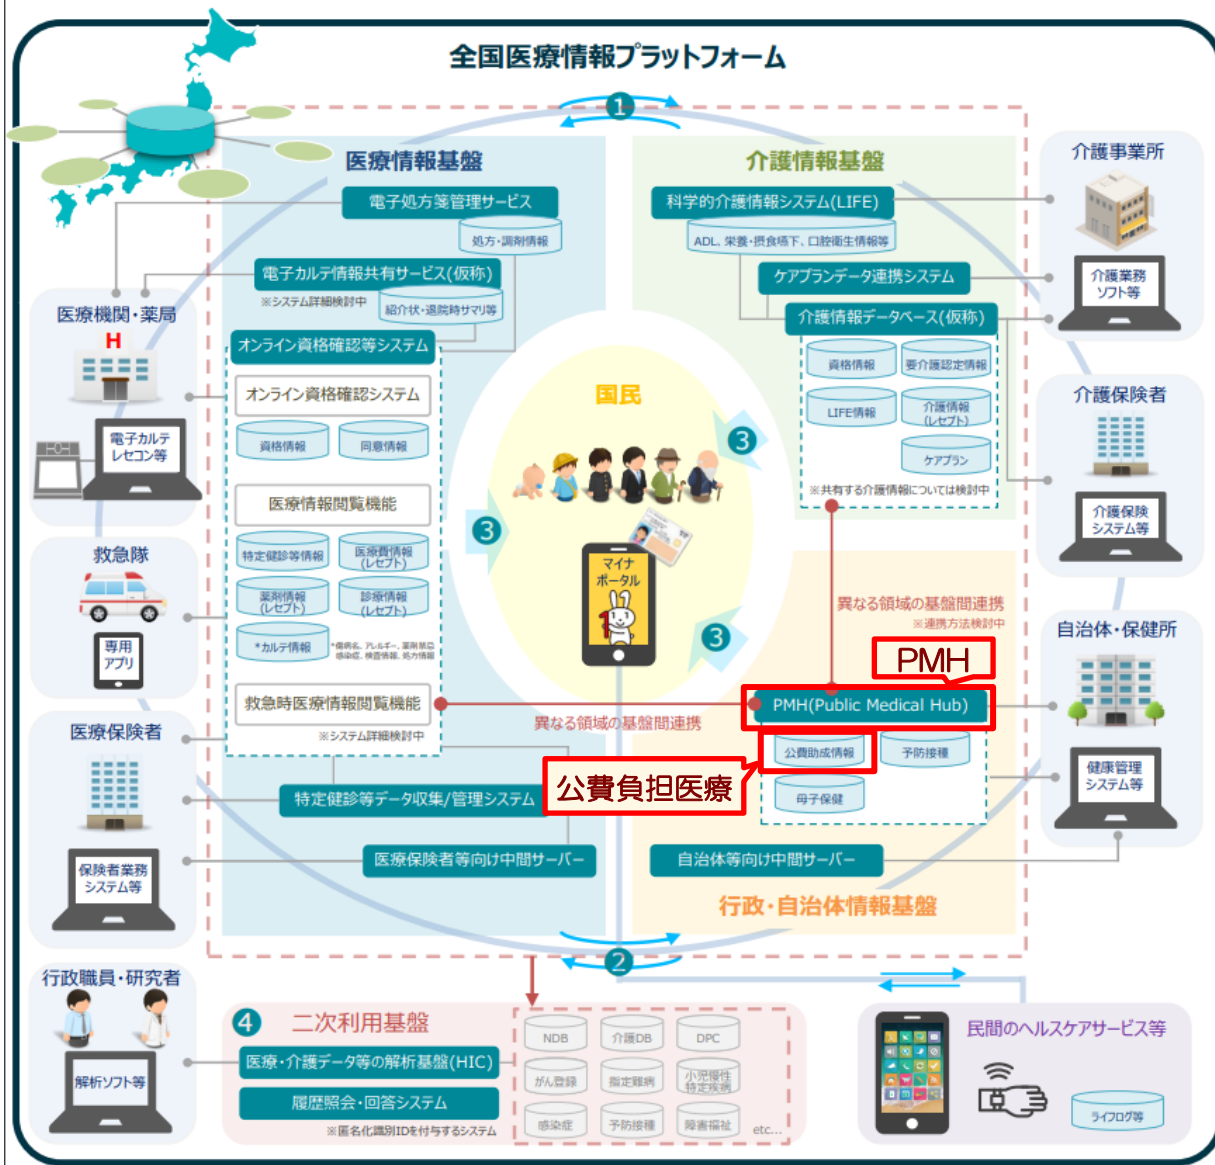 全国医療情報プラットフォーム
1
医療情報基盤
電子処方箋管理サービス
処方・調剤情報
電子カルテ情報共有サービス(仮称)
※システム詳細検討中
紹介状・退院時サマリ等
オンライン資格確認等システム
オンライン資格確認システム
資格情報
同意情報
医療情報閲覧機能
特定健診等情報
医療費情報
(レセプト)
薬剤情報
(レセプト)
診療情報
(レセプト)
*カルテ情報
*傷病名、アレルギー、薬剤禁忌
感染症、検査情報、処方情報
救急時医療情報閲覧機能
※システム詳細検討中
特定健診等データ収集/管理システム
医療保険者等向け中間サーバー
介護情報基盤
科学的介護情報システム(LIFE)
ADL、栄養・摂食嚥下、口腔衛生情報等
ケアプランデータ連携システム
介護情報データベース(仮称)
資格情報
要介護認定情報
LIFE情報
介護情報
(レセプト)
ケアプラン
※共有する介護情報については検討中
国民
3
3
3
マイナ
ポータル
1
異なる領域の基盤間連携
※連携方法検討中
異なる領域の基盤間連携
PMH
PMH(Public Medical Hub)
公費助成情報
予防接種
母子保健
公費負担医療
自治体等向け中間サーバー
行政・自治体情報基盤
2
医療機関・薬局
H
電子カルテ
レセコン等
救急隊
専用
アプリ
医療保険者
保険者業務
システム等
行政職員・研究者
解析ソフト等
介護事業所
介護業務
ソフト等
介護保険者
介護保険
システム等
自治体・保健所
健康管理
システム等
4
二次利用基盤
医療・介護データ等の解析基盤(HIC)
履歴照会・回答システム
※匿名化識別IDを付与するシステム
NDB
介護DB
DPC
がん登録
指定難病
小児慢性
特定疾病
感染症
予防接種
障害福祉
etc...
民間のヘルスケアサービス等
ライフログ等